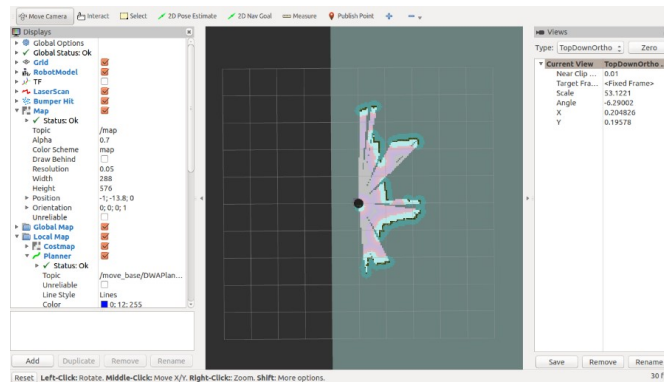 Move Camera Interact Select 2D Pose Estimate 2D Nav Goal Measure Publish Point
Displays
Global Options
Global Status: Ok
Grid
RobotModel
TF
LaserScan
Bumper Hit
Map
Status: Ok
Topic /map
Alpha 0.7
Color Scheme map
Draw Behind
Resolution 0.05
Width 288
Height 576
Position -1; -13.8; 0
Orientation 0; 0; 0; 1
Unreliable
Global Map
Local Map
Costmap
Planner
Status: Ok
Topic /move_base/DWAPlan...
Unreliable
Line Style Lines
Color 0; 12; 255
Add Duplicate Remove Rename
Views
Type: TopDownOrtho Zero
Current View TopDownOrtho ...
Near Clip ... 0.01
Target Fra... <Fixed Frame>
Scale 53.1221
Angle -6.29002
X 0.204826
Y 0.19578
Save Remove Rename
Reset Left-Click: Rotate. Middle-Click: Move X/Y. Right-Click:: Zoom. Shift: More options. 30 f